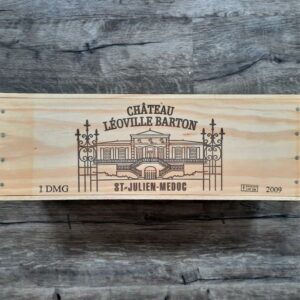 CHÂTEAU
LÉOVILLE BARTON
ST-JULIEN-MEDOC
1 DMG
2009